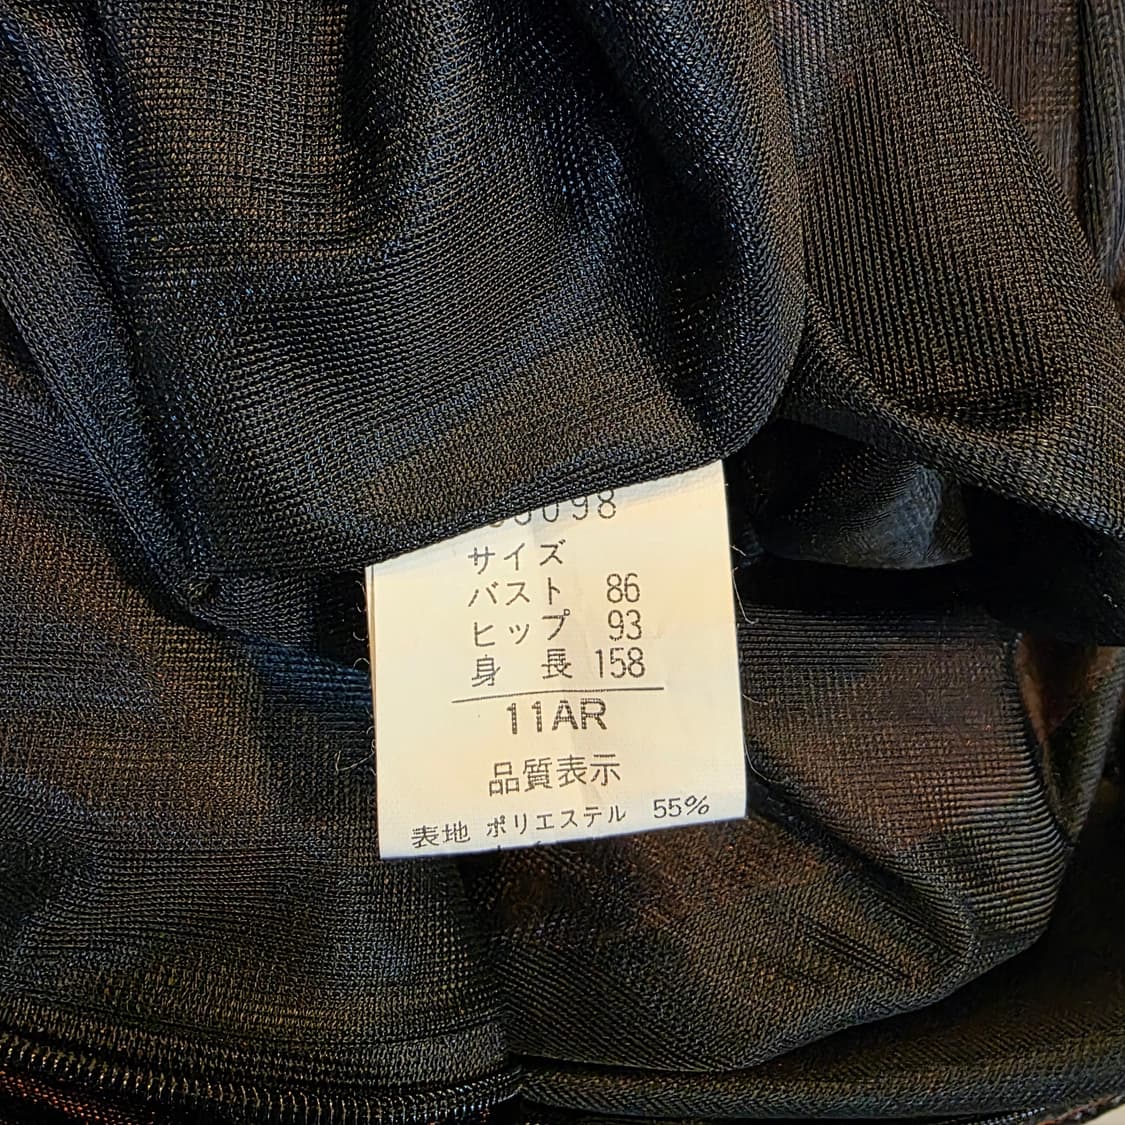 098
サイズ
バスト 86
ヒップ 93
身 長 158
11AR
品質表示
表地 ポリエステル 55%